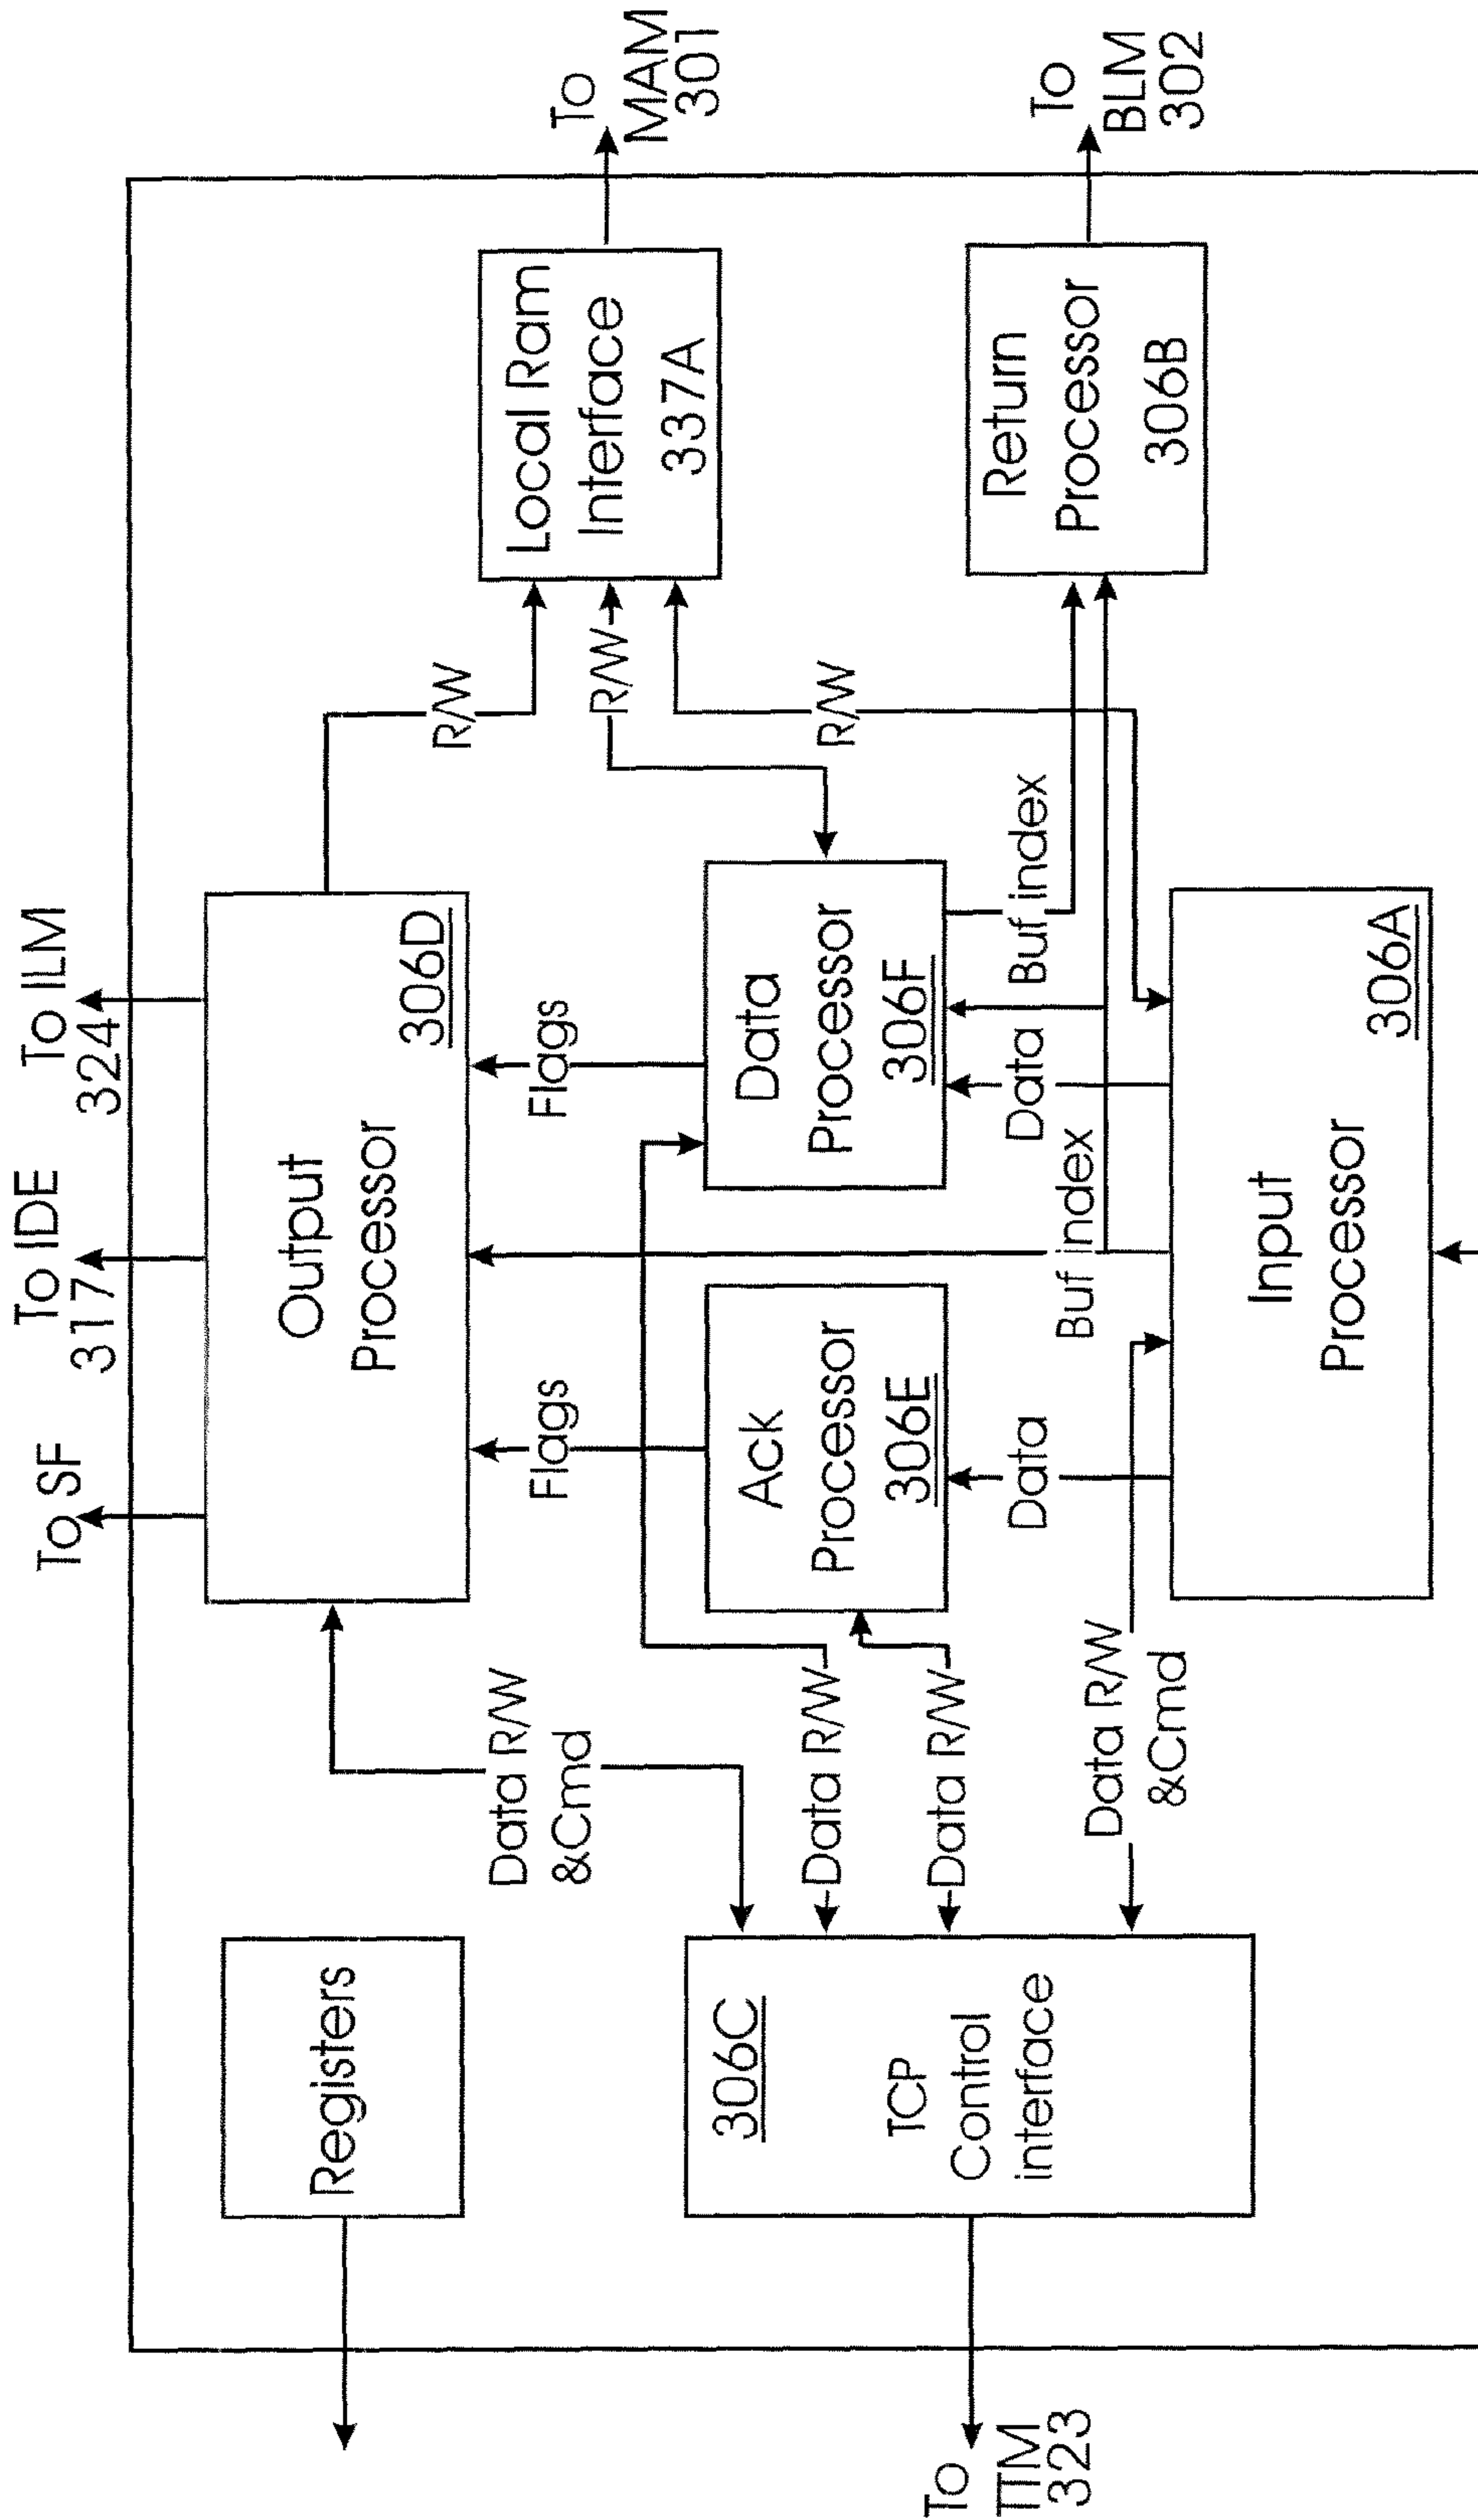 To SF
To IDE
317
To ILM
324
Registers
Output
Processor
306D
Data R/W
&Cmd
R/W
To
MAM
301
Local Ram
Interface
337A
Flags
Flags
R/W
R/W
306C
TCP
Control
interface
Data R/W
Data R/W
Ack
Processor
306E
Data
Processor
306F
Data
Data
Buf index
Buf index
Return
Processor
306B
To
BLM
302
Data R/W
&Cmd
Input
Processor
306A
To
TTM
323